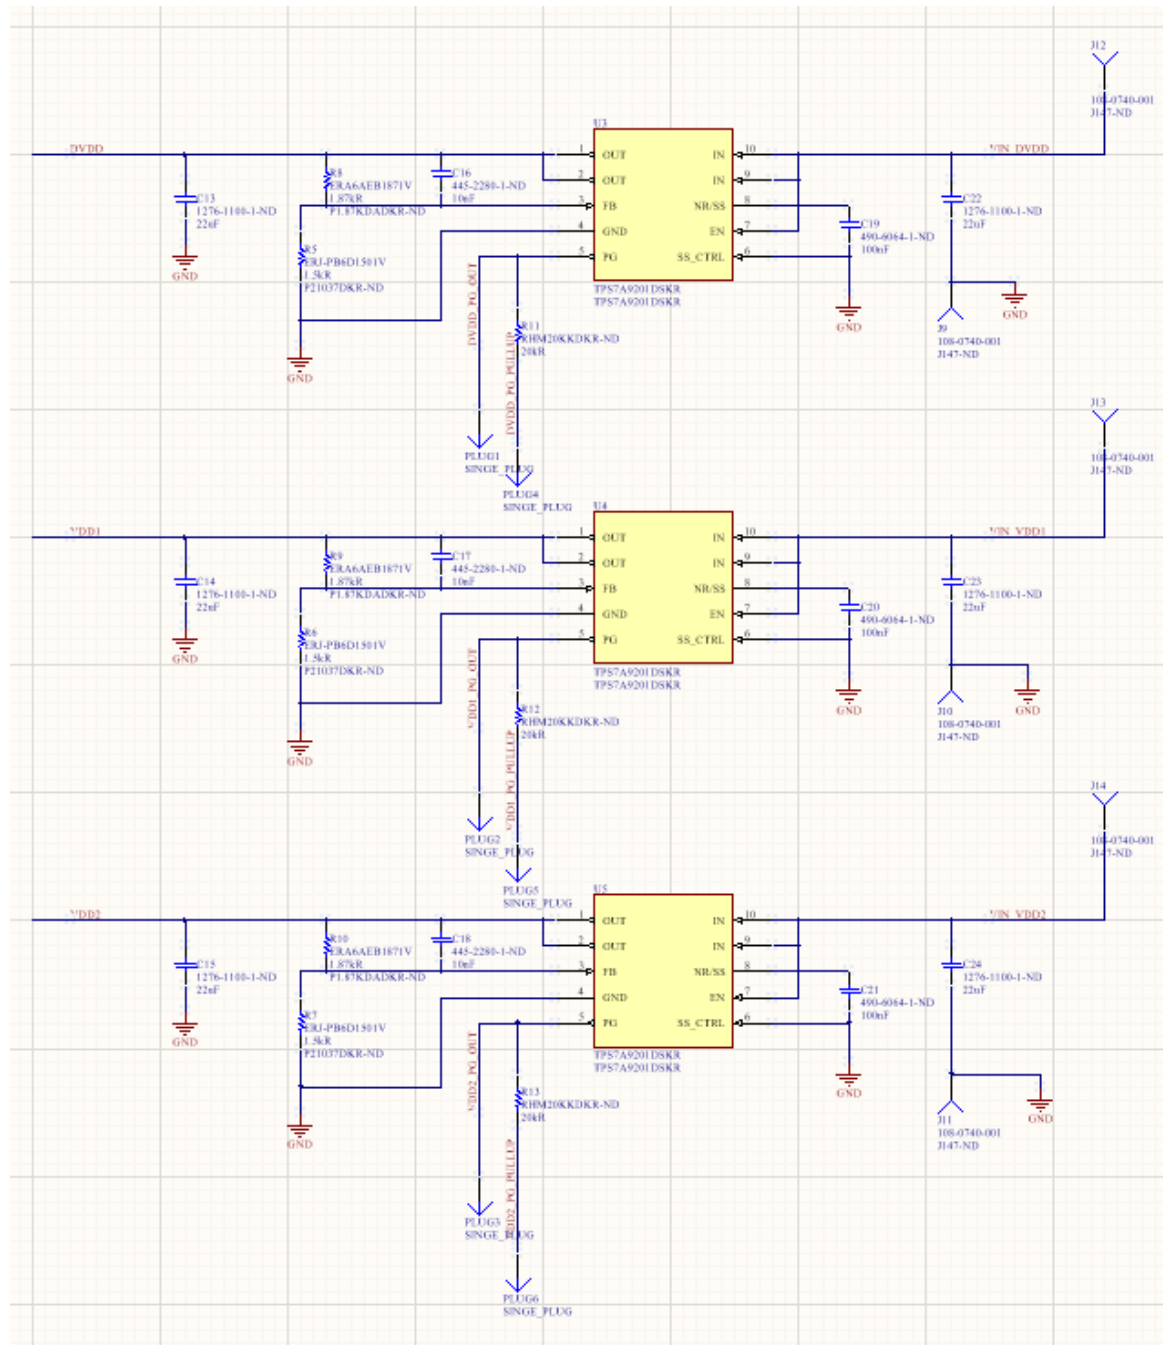 J12
108-0740-001
J147-ND
U3
DVDD
1
OUT
IN
10
VIN_DVDD
R8
ERA6AEB1871V
1.87kR
P1.87KDADKR-ND
C16
445-2280-1-ND
10nF
2
OUT
IN
9
C13
1276-1100-1-ND
22uF
3
FB
NR/SS
8
C22
1276-1100-1-ND
22uF
4
GND
EN
7
C19
490-6064-1-ND
100nF
R5
ERJ-PB6D1501V
1.5kR
P21037DKR-ND
5
PG
SS_CTRL
6
GND
TPS7A9201DSKR
TPS7A9201DSKR
DVDD_PG_OUT
DVDD_PG_PULLUP
R11
RHM20KKDKR-ND
20kR
GND
GND
J9
108-0740-001
J147-ND
GND
PLUG1
SINGE_PLUG
PLUG4
SINGE_PLUG
J13
108-0740-001
J147-ND
U4
VDD1
1
OUT
IN
10
VIN_VDD1
R9
ERA6AEB1871V
1.87kR
P1.87KDADKR-ND
C17
445-2280-1-ND
10nF
2
OUT
IN
9
C14
1276-1100-1-ND
22uF
3
FB
NR/SS
8
C23
1276-1100-1-ND
22uF
4
GND
EN
7
C20
490-6064-1-ND
100nF
R6
ERJ-PB6D1501V
1.5kR
P21037DKR-ND
5
PG
SS_CTRL
6
GND
TPS7A9201DSKR
TPS7A9201DSKR
VDD1_PG_OUT
VDD1_PG_PULLUP
R12
RHM20KKDKR-ND
20kR
GND
GND
J10
108-0740-001
J147-ND
GND
PLUG2
SINGE_PLUG
PLUG5
SINGE_PLUG
J14
108-0740-001
J147-ND
U5
VDD2
1
OUT
IN
10
VIN_VDD2
R10
ERA6AEB1871V
1.87kR
P1.87KDADKR-ND
C18
445-2280-1-ND
10nF
2
OUT
IN
9
C15
1276-1100-1-ND
22uF
3
FB
NR/SS
8
C24
1276-1100-1-ND
22uF
4
GND
EN
7
C21
490-6064-1-ND
100nF
R7
ERJ-PB6D1501V
1.5kR
P21037DKR-ND
5
PG
SS_CTRL
6
GND
TPS7A9201DSKR
TPS7A9201DSKR
VDD2_PG_OUT
VDD2_PG_PULLUP
R13
RHM20KKDKR-ND
20kR
GND
GND
J11
108-0740-001
J147-ND
GND
PLUG3
SINGE_PLUG
PLUG6
SINGE_PLUG